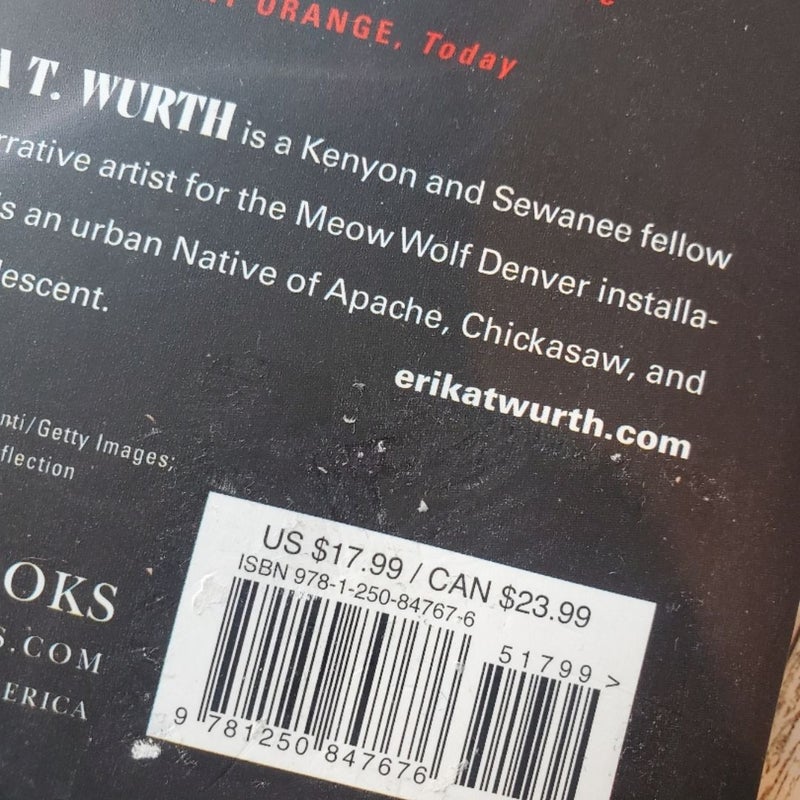 ORANGE, Today
T. WURTH is a Kenyon and Sewanee fellow
rrative artist for the Meow Wolf Denver installa-
s an urban Native of Apache, Chickasaw, and
descent.
erikatwurth.com
nti/Getty Images;
flection
US $17.99 / CAN $23.99
ISBN 978-1-250-84767-6
51799>
9 781250 847676
OOKS
S.COM
ERICA